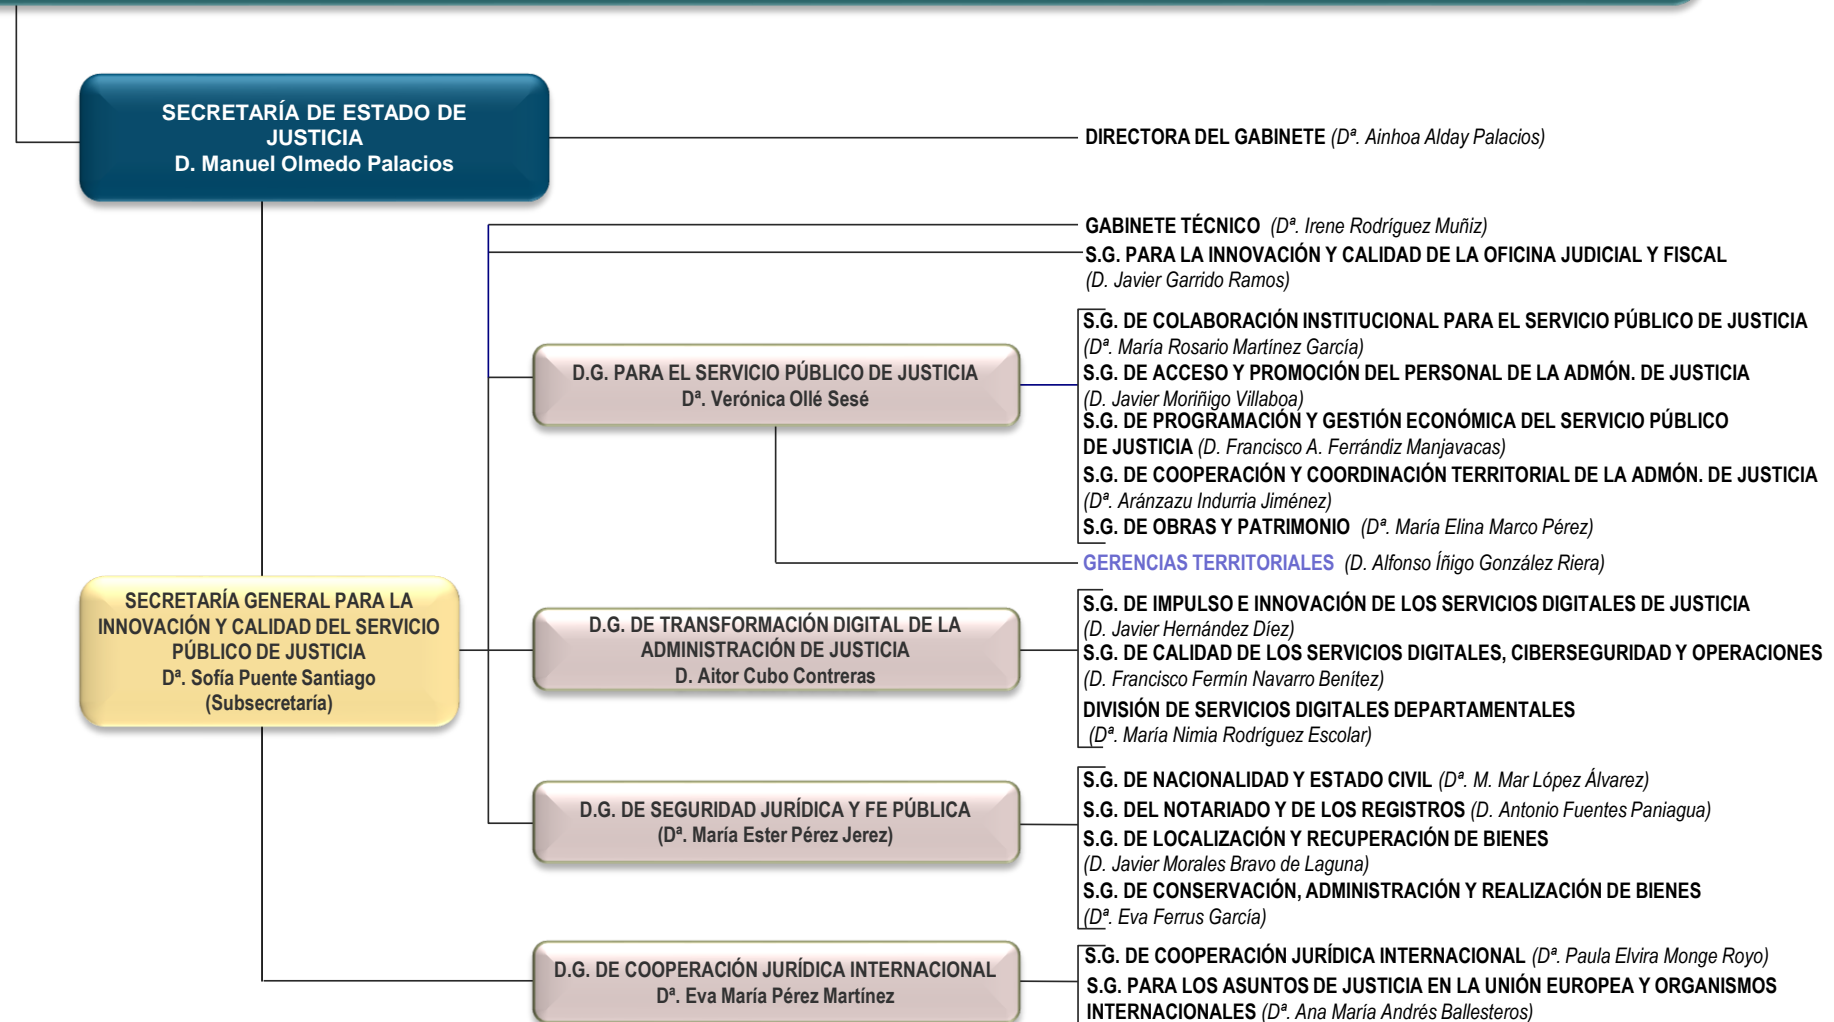 SECRETARÍA DE ESTADO DE
JUSTICIA
D. Manuel Olmedo Palacios
DIRECTORA DEL GABINETE (Dª. Ainhoa Alday Palacios)
GABINETE TÉCNICO (Dª. Irene Rodríguez Muñiz)
S.G. PARA LA INNOVACIÓN Y CALIDAD DE LA OFICINA JUDICIAL Y FISCAL
(D. Javier Garrido Ramos)
D.G. PARA EL SERVICIO PÚBLICO DE JUSTICIA
Dª. Verónica Ollé Sesé
S.G. DE COLABORACIÓN INSTITUCIONAL PARA EL SERVICIO PÚBLICO DE JUSTICIA
(Dª. María Rosario Martínez García)
S.G. DE ACCESO Y PROMOCIÓN DEL PERSONAL DE LA ADMÓN. DE JUSTICIA
(D. Javier Moriñigo Villaboa)
S.G. DE PROGRAMACIÓN Y GESTIÓN ECONÓMICA DEL SERVICIO PÚBLICO
DE JUSTICIA (D. Francisco A. Ferrándiz Manjavacas)
S.G. DE COOPERACIÓN Y COORDINACIÓN TERRITORIAL DE LA ADMÓN. DE JUSTICIA
(Dª. Aránzazu Indurria Jiménez)
S.G. DE OBRAS Y PATRIMONIO (Dª. María Elina Marco Pérez)
GERENCIAS TERRITORIALES (D. Alfonso Íñigo González Riera)
SECRETARÍA GENERAL PARA LA
INNOVACIÓN Y CALIDAD DEL SERVICIO
PÚBLICO DE JUSTICIA
Dª. Sofía Puente Santiago
(Subsecretaría)
D.G. DE TRANSFORMACIÓN DIGITAL DE LA
ADMINISTRACIÓN DE JUSTICIA
D. Aitor Cubo Contreras
S.G. DE IMPULSO E INNOVACIÓN DE LOS SERVICIOS DIGITALES DE JUSTICIA
(D. Javier Hernández Díez)
S.G. DE CALIDAD DE LOS SERVICIOS DIGITALES, CIBERSEGURIDAD Y OPERACIONES
(D. Francisco Fermín Navarro Benítez)
DIVISIÓN DE SERVICIOS DIGITALES DEPARTAMENTALES
(Dª. María Nimia Rodríguez Escolar)
D.G. DE SEGURIDAD JURÍDICA Y FE PÚBLICA
(Dª. María Ester Pérez Jerez)
S.G. DE NACIONALIDAD Y ESTADO CIVIL (Dª. M. Mar López Álvarez)
S.G. DEL NOTARIADO Y DE LOS REGISTROS (D. Antonio Fuentes Paniagua)
S.G. DE LOCALIZACIÓN Y RECUPERACIÓN DE BIENES
(D. Javier Morales Bravo de Laguna)
S.G. DE CONSERVACIÓN, ADMINISTRACIÓN Y REALIZACIÓN DE BIENES
(Dª. Eva Ferrus García)
D.G. DE COOPERACIÓN JURÍDICA INTERNACIONAL
Dª. Eva María Pérez Martínez
S.G. DE COOPERACIÓN JURÍDICA INTERNACIONAL (Dª. Paula Elvira Monge Royo)
S.G. PARA LOS ASUNTOS DE JUSTICIA EN LA UNIÓN EUROPEA Y ORGANISMOS
INTERNACIONALES (Dª. Ana María Andrés Ballesteros)